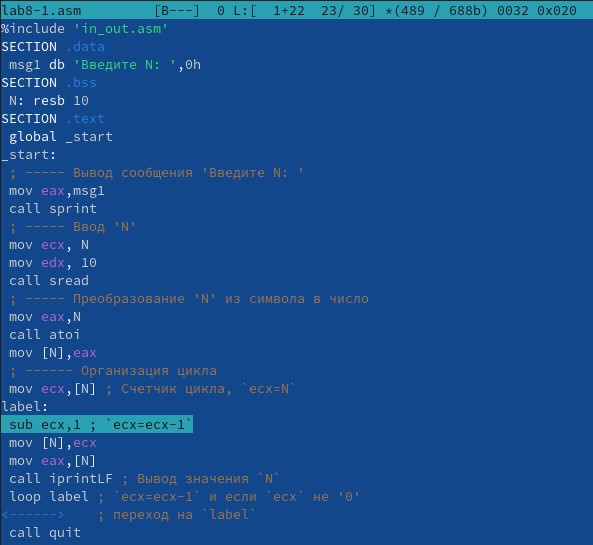 lab8-1.asm [B---] 0 L:[ 1+22 23/ 30] *(489 / 688b) 0032 0x020
%include 'in_out.asm'
SECTION .data
msg1 db 'Введите N: ',0h
SECTION .bss
N: resb 10
SECTION .text
global _start
_start:
; ----- Вывод сообщения 'Введите N: '
mov eax,msg1
call sprint
; ----- Ввод 'N'
mov ecx, N
mov edx, 10
call sread
; ----- Преобразование 'N' из символа в число
mov eax,N
call atoi
mov [N],eax
; ------ Организация цикла
mov ecx,[N] ; Счетчик цикла, `ecx=N`
label:
sub ecx,1 ; `ecx=ecx-1`
mov [N],ecx
mov eax,[N]
call iprintLF ; Вывод значения `N`
loop label ; `ecx=ecx-1` и если `ecx` не '0'
<------> ; переход на `label`
call quit